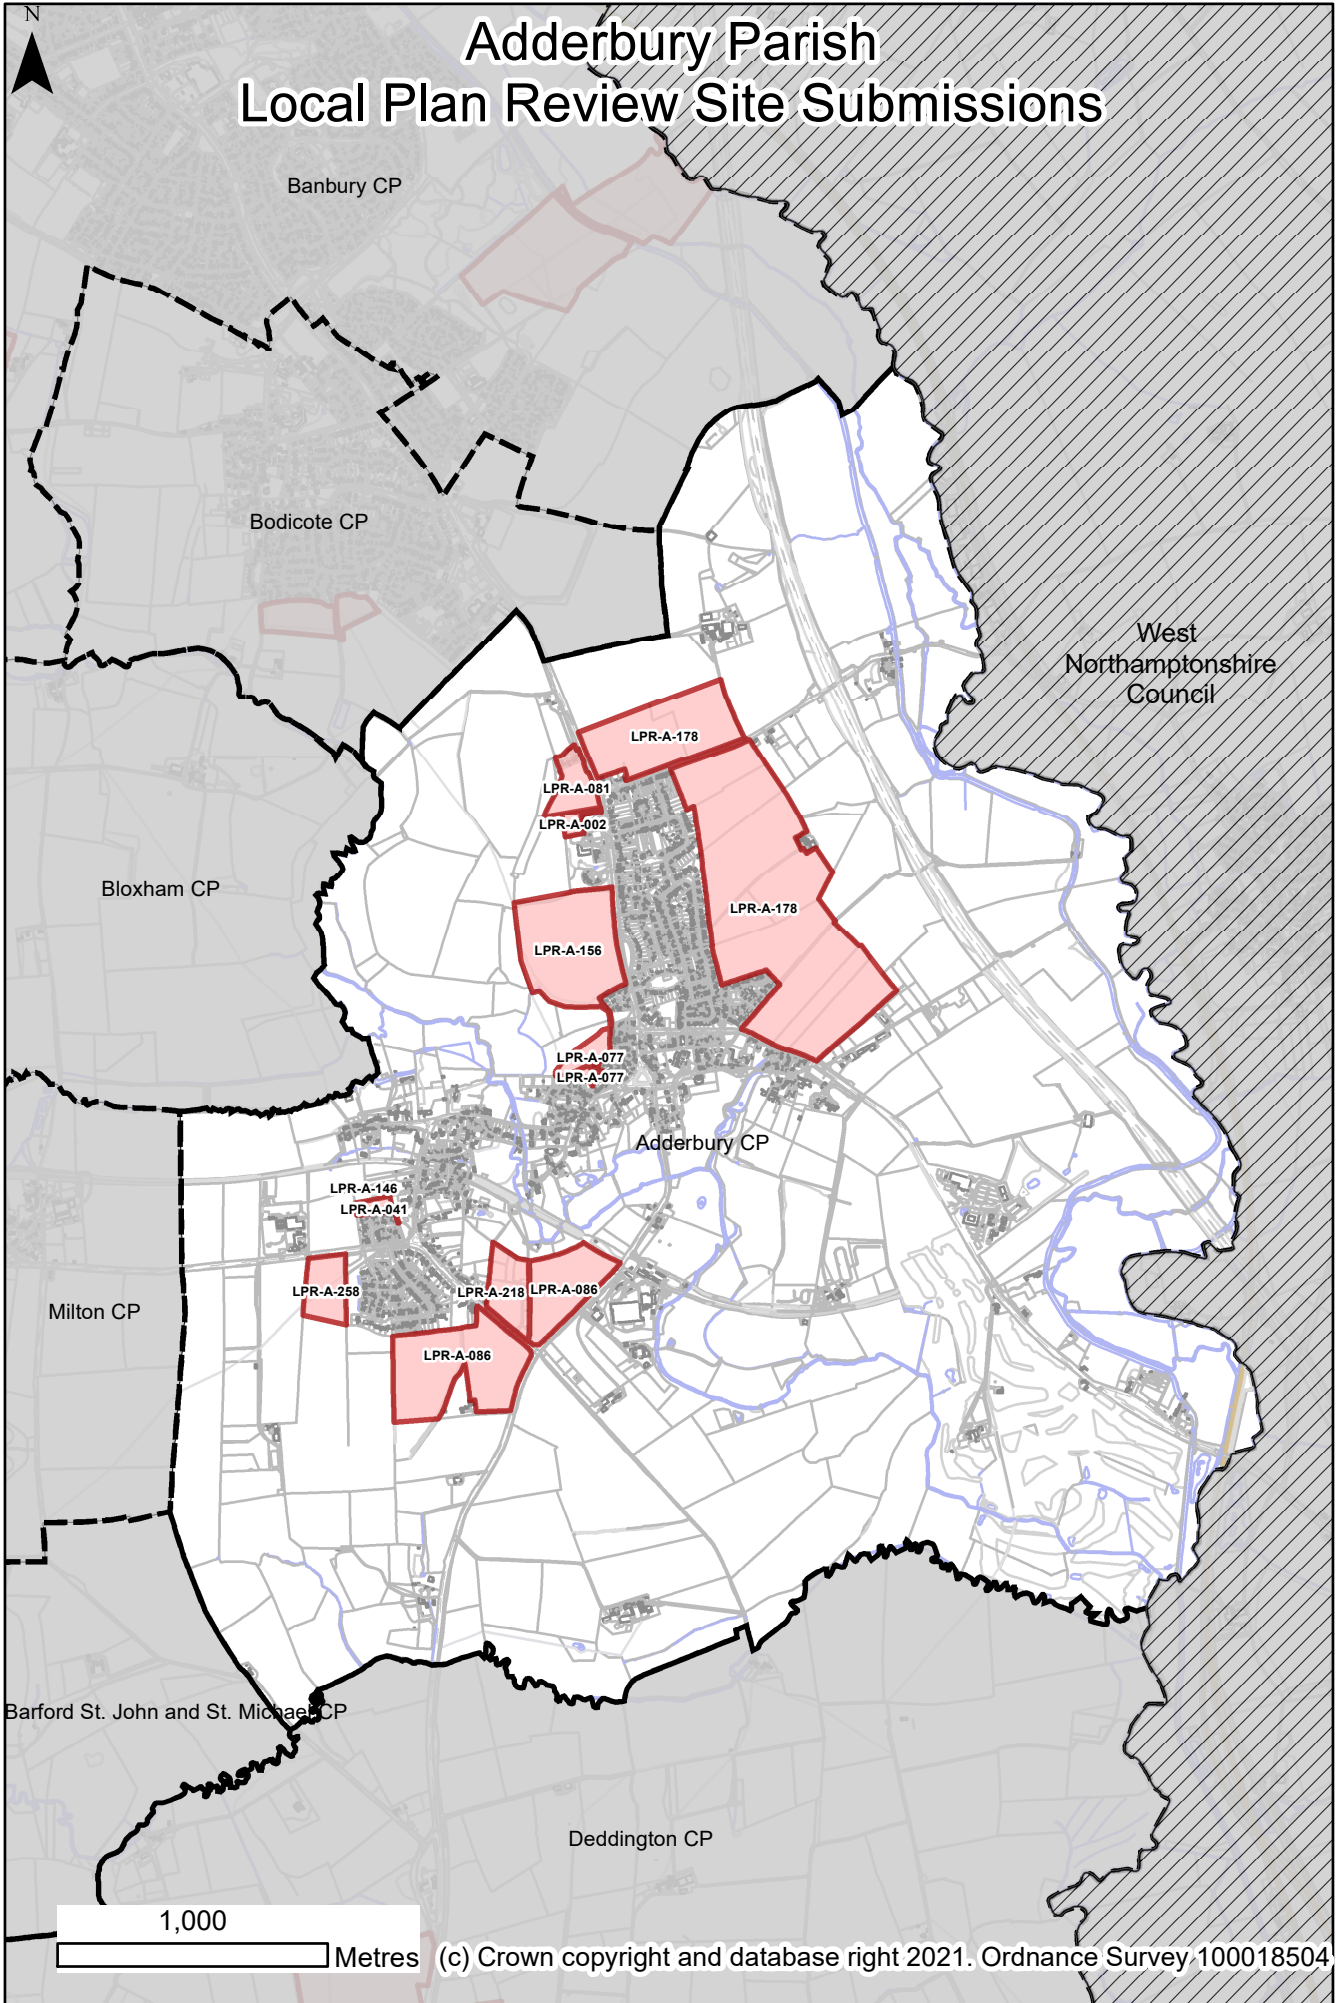 N
Adderbury Parish
Local Plan Review Site Submissions
Banbury CP
Bodicote CP
West
Northamptonshire
Council
LPR-A-178
LPR-A-081
LPR-A-002
Bloxham CP
LPR-A-178
LPR-A-156
LPR-A-077
LPR-A-077
Adderbury CP
LPR-A-146
LPR-A-041
LPR-A-258
LPR-A-218
LPR-A-086
Milton CP
LPR-A-086
Barford St. John and St. Michael CP
Deddington CP
1,000
Metres
(c) Crown copyright and database right 2021. Ordnance Survey 100018504